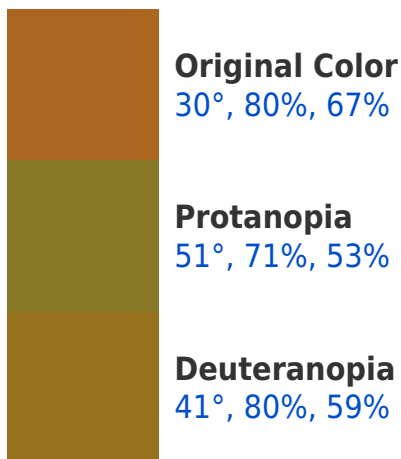 Original Color
30°, 80%, 67%
Protanopia
51°, 71%, 53%
Deuteranopia
41°, 80%, 59%